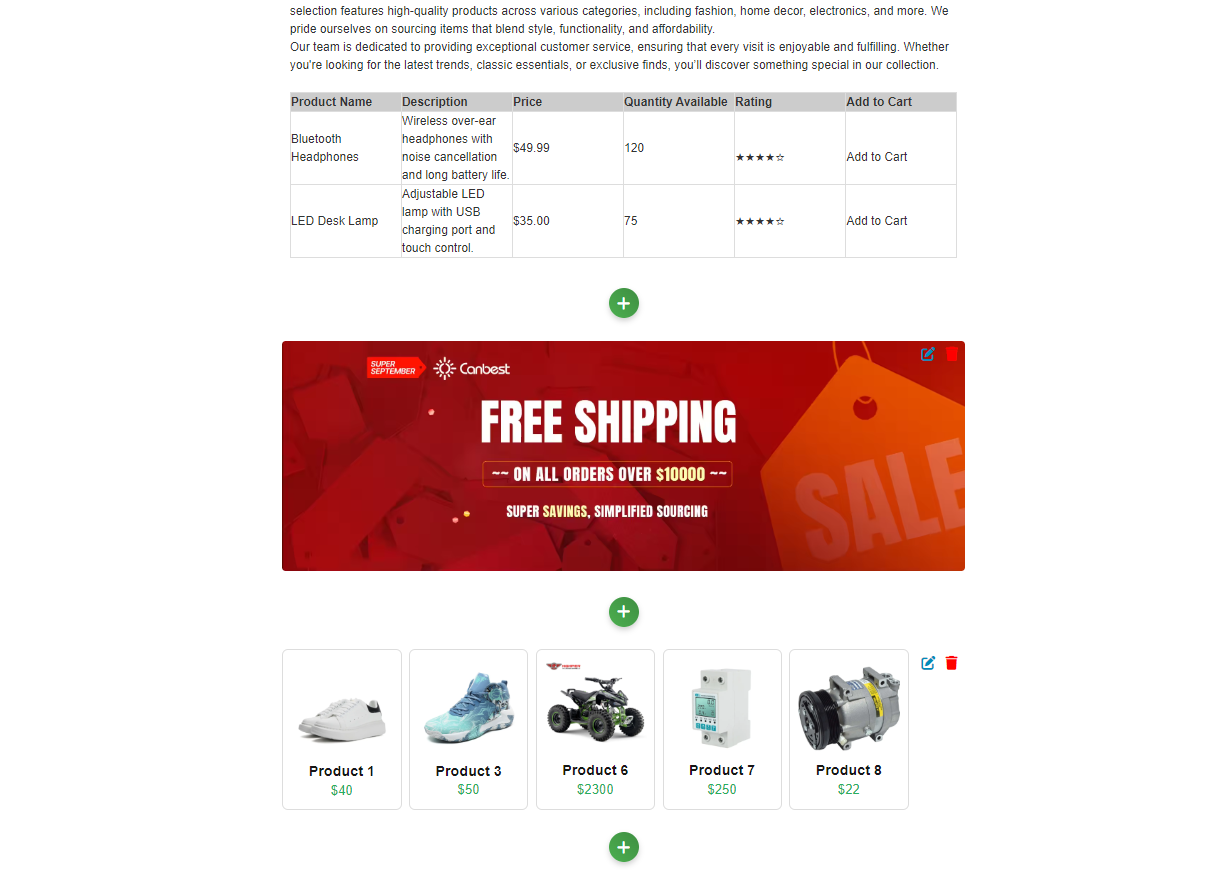 selection features high-quality products across various categories, including fashion, home decor, electronics, and more. We
pride ourselves on sourcing items that blend style, functionality, and affordability.
Our team is dedicated to providing exceptional customer service, ensuring that every visit is enjoyable and fulfilling. Whether
you're looking for the latest trends, classic essentials, or exclusive finds, you'll discover something special in our collection.
Product Name Description Price Quantity Available Rating Add to Cart
Bluetooth Headphones Wireless over-ear headphones with noise cancellation and long battery life. $49.99 120 ★★★★☆ Add to Cart
LED Desk Lamp Adjustable LED lamp with USB charging port and touch control. $35.00 75 ★★★★☆ Add to Cart
SUPER
SEPTEMBER
Canbest
FREE SHIPPING
~~ ON ALL ORDERS OVER $10000 ~~
SUPER SAVINGS, SIMPLIFIED SOURCING
SALE
Product 1
$40
Product 3
$50
Product 6
$2300
Product 7
$250
Product 8
$22